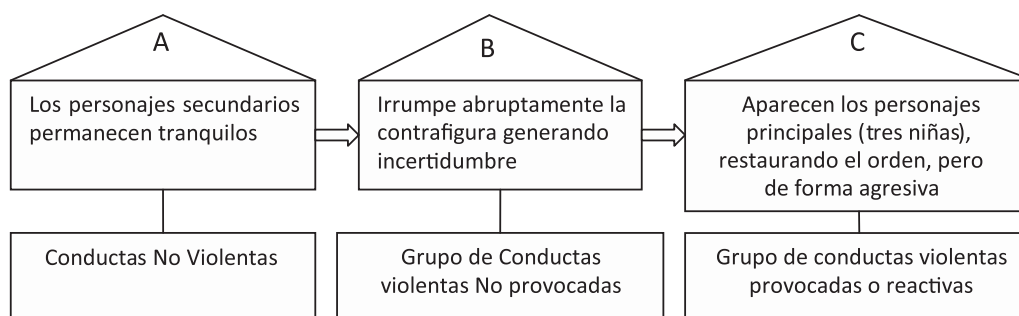 A
Los personajes secundarios
permanecen tranquilos
Conductas No Violentas
B
Irrumpe abruptamente la
contrafigura generando
incertidumbre
Grupo de Conductas
violentas No provocadas
C
Aparecen los personajes
principales (tres niñas),
restaurando el orden, pero
de forma agresiva
Grupo de conductas violentas
provocadas o reactivas